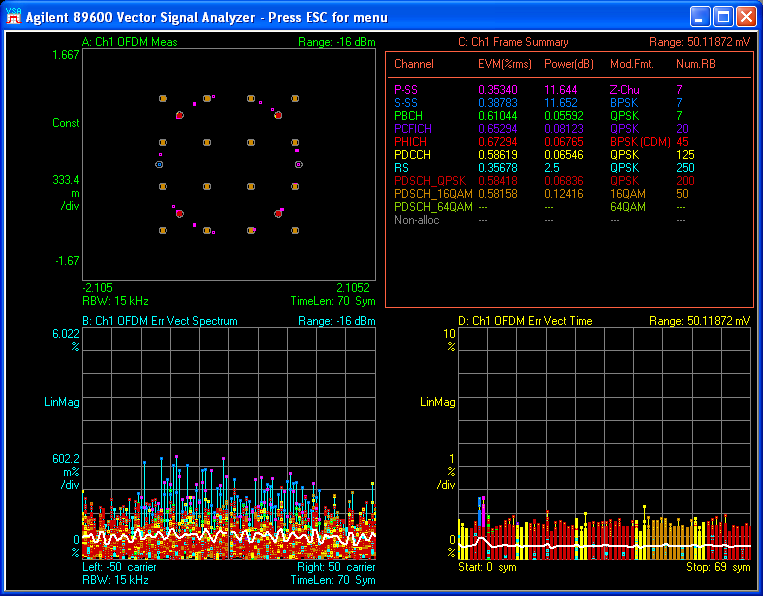 VSA
Agilent 89600 Vector Signal Analyzer - Press ESC for menu
A: Ch1 OFDM Meas Range: -16 dBm
1.667
Const
333.4
m
/div
-1.67
-2.105 2.1052
RBW: 15 kHz TimeLen: 70 Sym
C: Ch1 Frame Summary Range: 50.11872 mV
Channel EVM(%rms) Power(dB) Mod.Fmt. Num.RB
P-SS 0.35340 11.644 Z-Chu 7
S-SS 0.38783 11.652 BPSK 7
PBCH 0.61044 0.05592 QPSK 7
PCFICH 0.65294 0.08123 QPSK 20
PHICH 0.67294 0.06765 BPSK(CDM) 45
PDCCH 0.58619 0.06546 QPSK 125
RS 0.35678 2.5 QPSK 250
PDSCH_QPSK 0.58418 0.06836 QPSK 200
PDSCH_16QAM 0.58158 0.12416 16QAM 50
PDSCH_64QAM --- --- 64QAM ---
Non-alloc --- --- --- ---
B: Ch1 OFDM Err Vect Spectrum Range: -16 dBm
6.022
%
LinMag
602.2
m%
/div
0
%
Left: -50 carrier Right: 50 carrier
RBW: 15 kHz TimeLen: 70 Sym
D: Ch1 OFDM Err Vect Time Range: 50.11872 mV
10
%
LinMag
1
%
/div
0
%
Start: 0 sym Stop: 69 sym